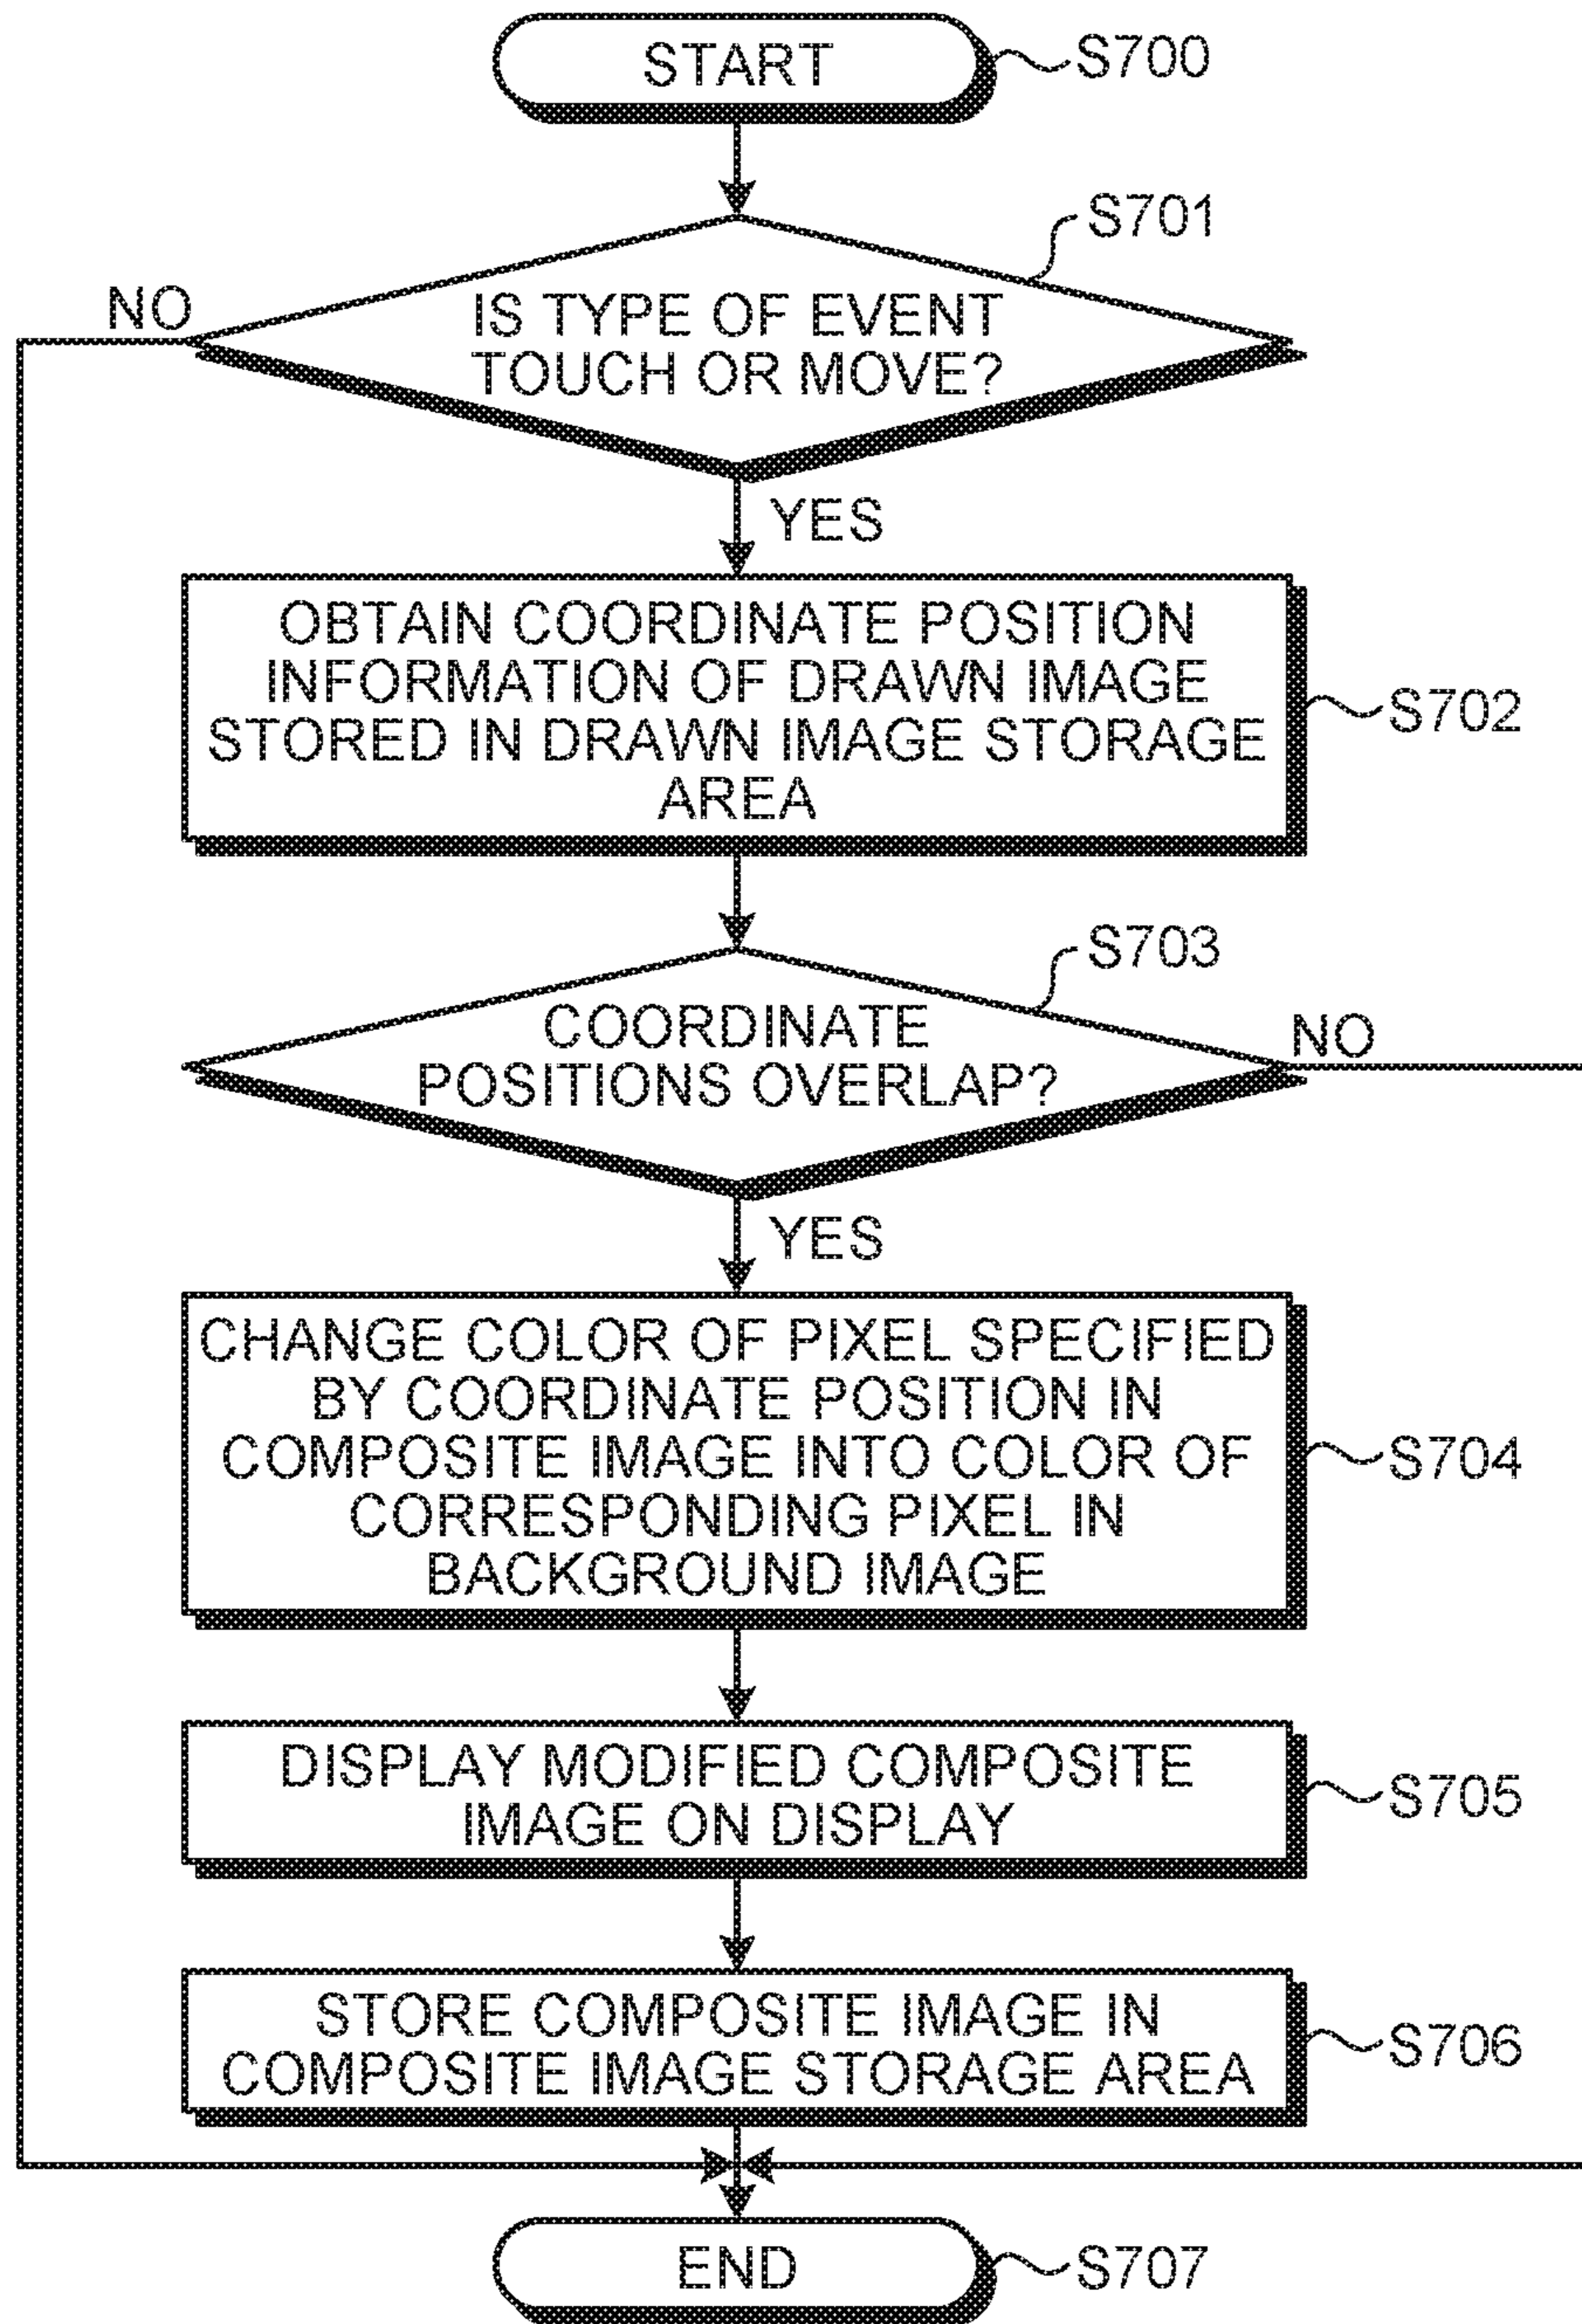 START
S700
S701
NO
IS TYPE OF EVENT
TOUCH OR MOVE?
YES
OBTAIN COORDINATE POSITION
INFORMATION OF DRAWN IMAGE
STORED IN DRAWN IMAGE STORAGE
AREA
S702
S703
COORDINATE
POSITIONS OVERLAP?
NO
YES
CHANGE COLOR OF PIXEL SPECIFIED
BY COORDINATE POSITION IN
COMPOSITE IMAGE INTO COLOR OF
CORRESPONDING PIXEL IN
BACKGROUND IMAGE
S704
DISPLAY MODIFIED COMPOSITE
IMAGE ON DISPLAY
S705
STORE COMPOSITE IMAGE IN
COMPOSITE IMAGE STORAGE AREA
S706
END
S707